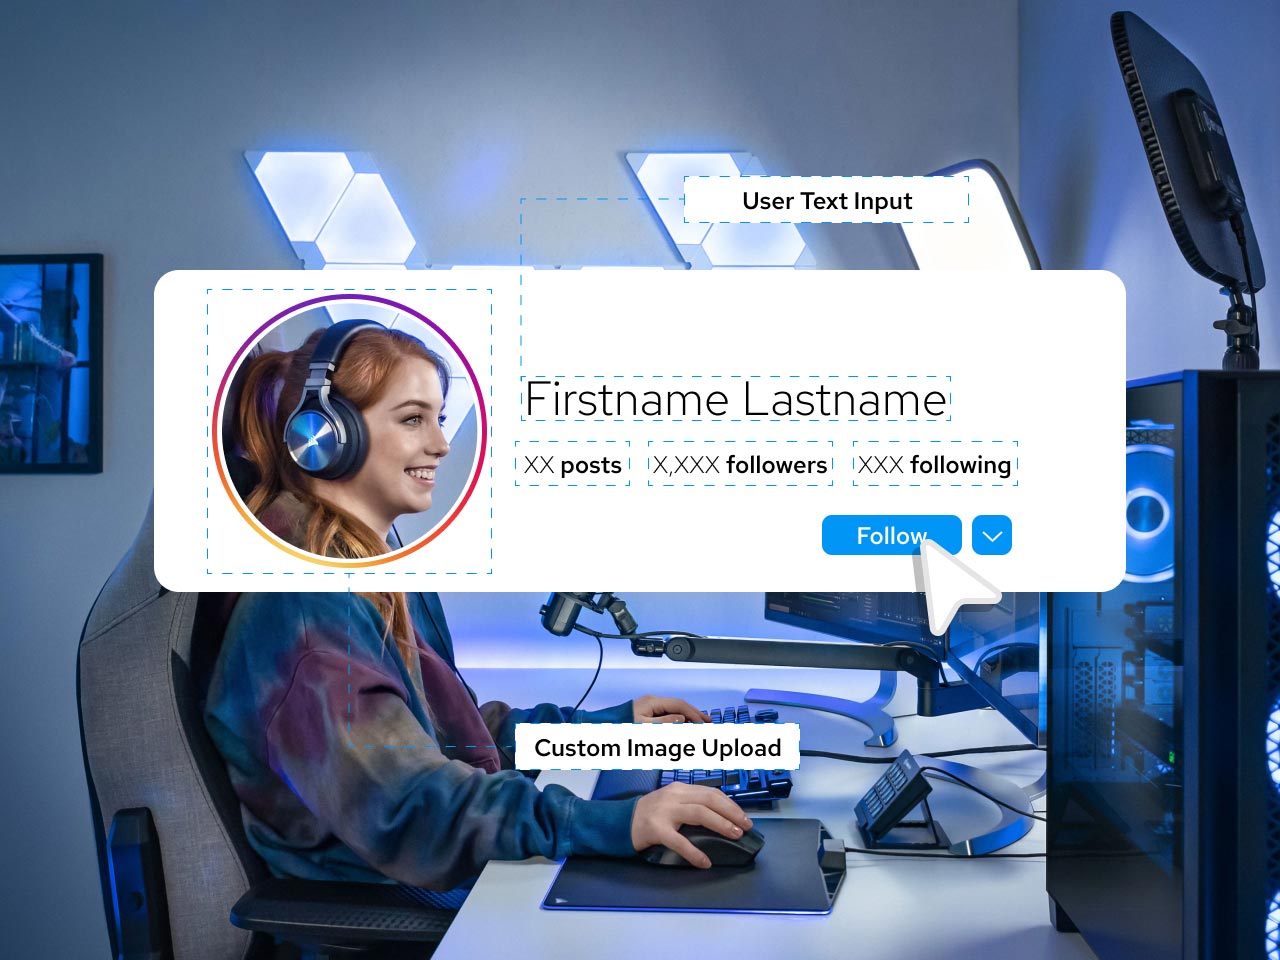 User Text Input
Firstname Lastname
XX posts X,XXX followers XXX following
Follow
Custom Image Upload